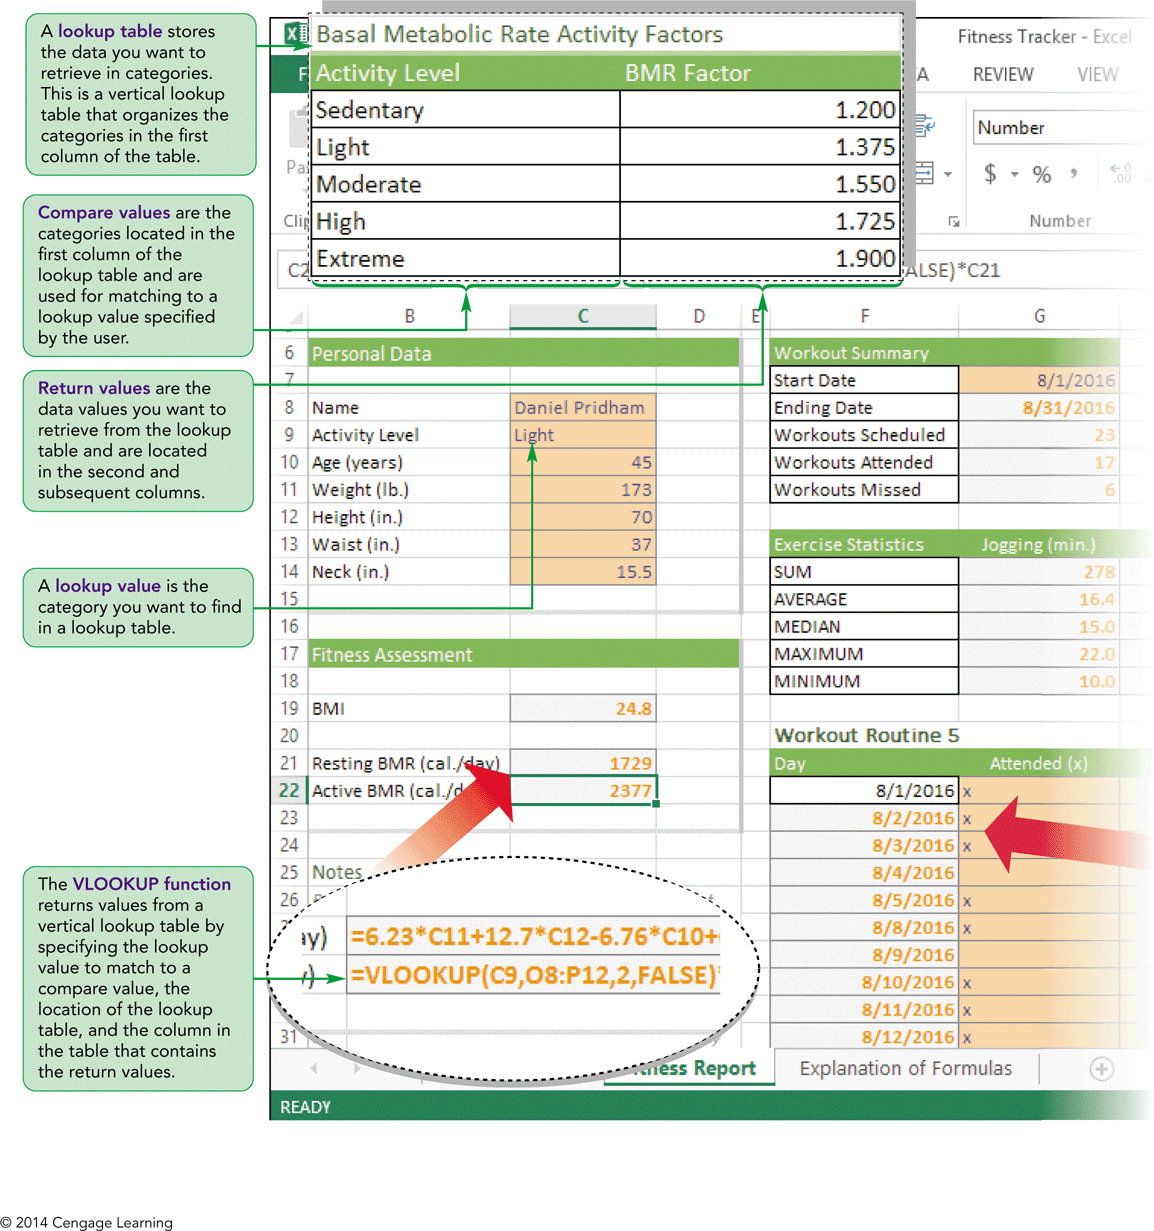 A lookup table stores
the data you want to
retrieve in categories.
This is a vertical lookup
table that organizes the
categories in the first
column of the table.
Compare values are the
categories located in the
first column of the
lookup table and are
used for matching to a
lookup value specified
by the user.
Return values are the
data values you want to
retrieve from the lookup
table and are located
in the second and
subsequent columns.
A lookup value is the
category you want to find
in a lookup table.
The VLOOKUP function
returns values from a
vertical lookup table by
specifying the lookup
value to match to a
compare value, the
location of the lookup
table, and the column in
the table that contains
the return values.
Basal Metabolic Rate Activity Factors
Activity Level BMR Factor
Sedentary 1.200
Light 1.375
Moderate 1.550
High 1.725
Extreme 1.900
Fitness Tracker - Excel
REVIEW VIEW
Number
$ % ,
Number
ALSE)*C21
B C D E F G
6 Personal Data Workout Summary
7 Start Date 8/1/2016
8 Name Daniel Pridham Ending Date 8/31/2016
9 Activity Level Light Workouts Scheduled 23
10 Age (years) 45 Workouts Attended 17
11 Weight (lb.) 173 Workouts Missed 6
12 Height (in.) 70
13 Waist (in.) 37 Exercise Statistics Jogging (min.)
14 Neck (in.) 15.5 SUM 278
15 AVERAGE 16.4
16 MEDIAN 15.0
17 Fitness Assessment MAXIMUM 22.0
18 MINIMUM 10.0
19 BMI 24.8
20 Workout Routine 5
21 Resting BMR (cal./day) 1729 Day Attended (x)
22 Active BMR (cal./d 2377 8/1/2016 x
23 8/2/2016 x
24 8/3/2016 x
25 Notes 8/4/2016
26 8/5/2016 x
8/8/2016 x
8/9/2016
8/10/2016 x
8/11/2016 x
31 8/12/2016 x
ay) =6.23*C11+12.7*C12-6.76*C10+
) =VLOOKUP(C9,O8:P12,2,FALSE)*
tness Report Explanation of Formulas
READY
© 2014 Cengage Learning